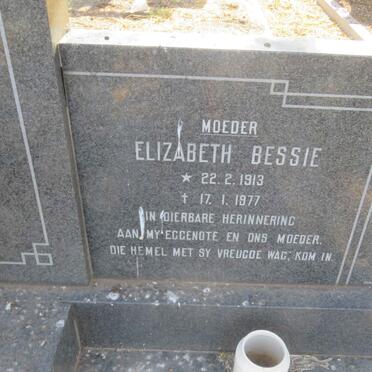 MOEDER
ELIZABETH BESSIE
★ 22.2.1913
† 17.1.1977
IN DIERBARE HERINNERING
AAN MY EGGENOTE EN ONS MOEDER.
DIE HEMEL MET SY VREUGDE WAG, KOM IN.